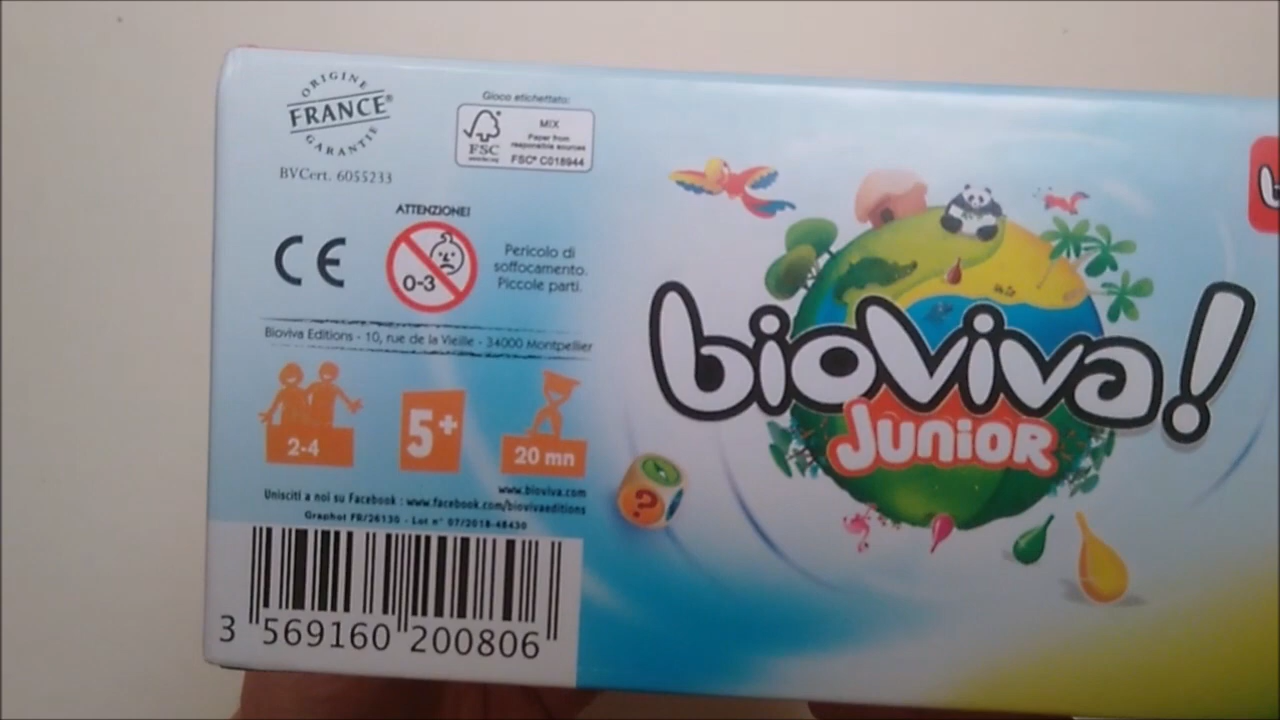 ORIGINE
FRANCE®
GARANTIE
BVCert. 6055233
Gioco etichettato:
FSC
MIX
Paper from
responsible sources
FSC® C018944
ATTENZIONE!
CE
0-3
Pericolo di
soffocamento.
Piccole parti.
Bioviva Editions - 10, rue de la Vieille - 34000 Montpellier
2-4
5+
20 mn
www.bioviva.com
Unisciti a noi su Facebook : www.facebook.com/biovivaeditions
Graphot FR/26130 - Lot n° 07/2018-48430
3 569160 200806
bioviva!
JUNIOR
?